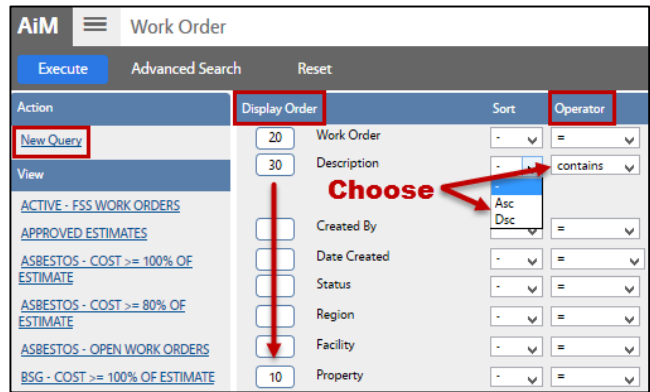 AiM Work Order
Execute Advanced Search Reset
Action Display Order Sort Operator
New Query 20 Work Order - =
30 Description - contains
View
Choose
-
Asc
Dsc
ACTIVE - FSS WORK ORDERS
Created By - =
APPROVED ESTIMATES
Date Created - =
ASBESTOS - COST >= 100% OF
ESTIMATE
Status - =
ASBESTOS - COST >= 80% OF
ESTIMATE
Region - =
ASBESTOS - OPEN WORK ORDERS Facility - =
BSG - COST >= 100% OF ESTIMATE 10 Property - =